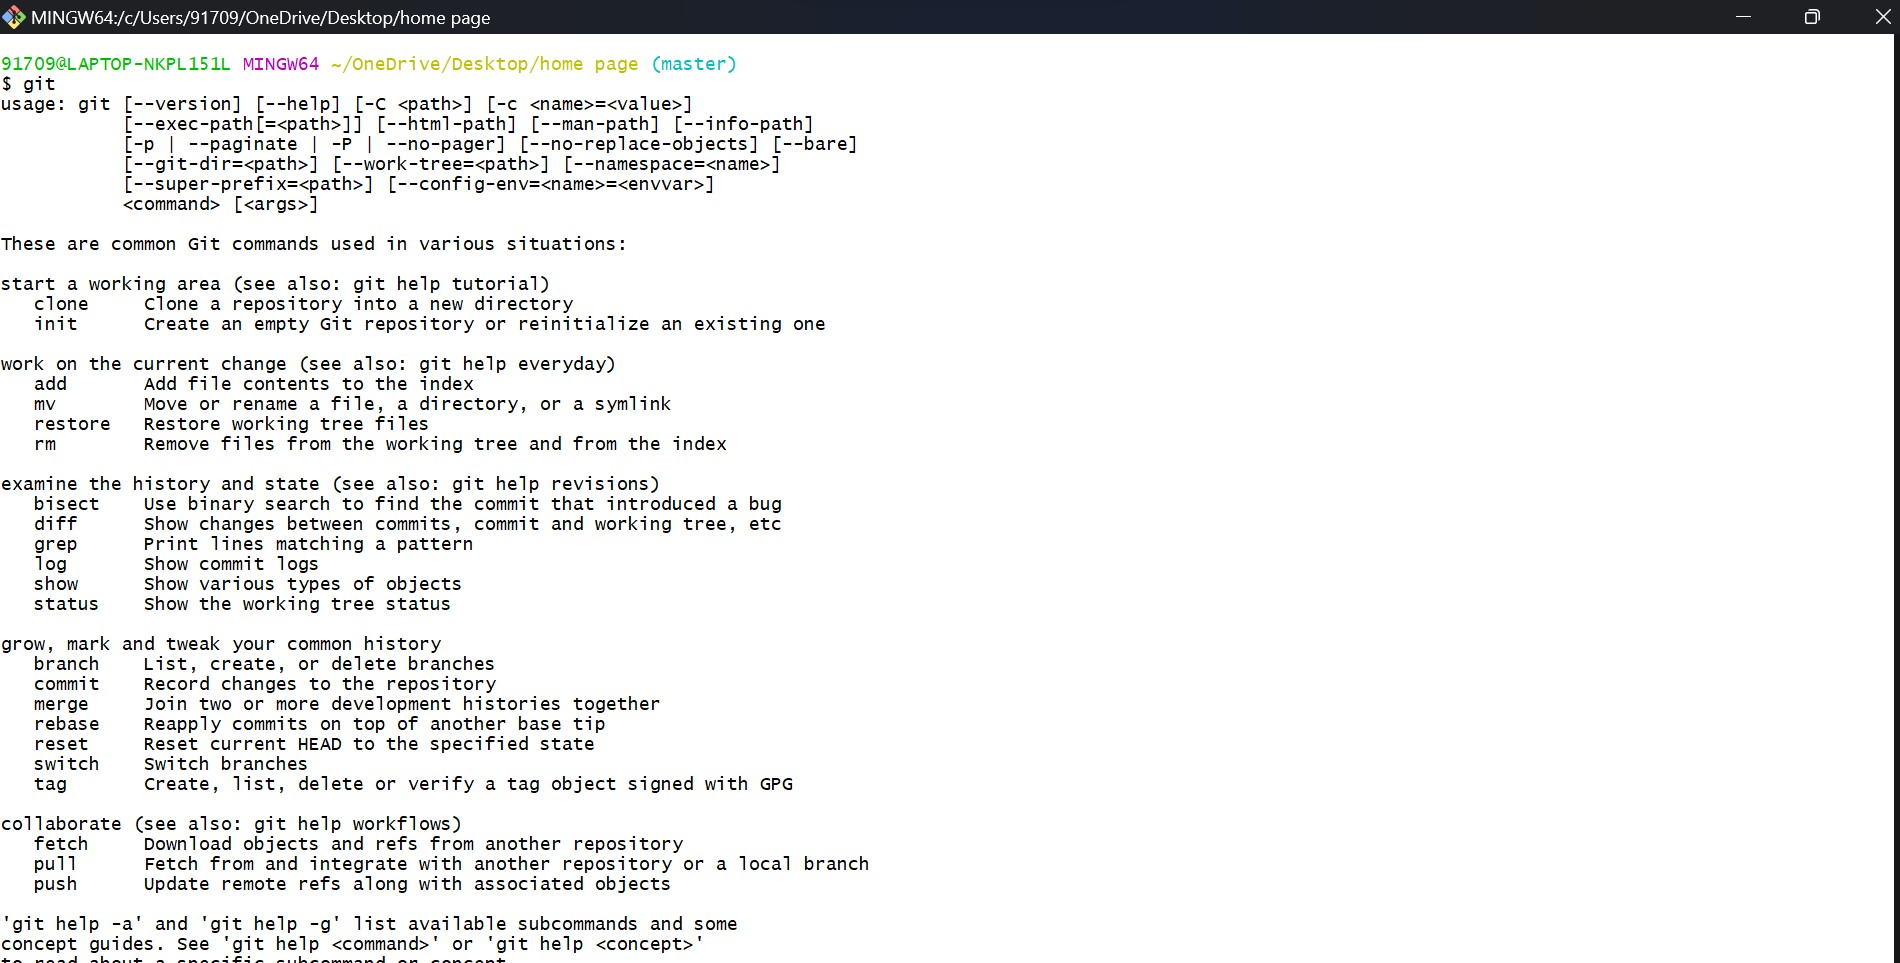 MINGW64:/c/Users/91709/OneDrive/Desktop/home page
91709@LAPTOP-NKPL151L MINGW64 ~/OneDrive/Desktop/home page (master)
$ git
usage: git [--version] [--help] [-C <path>] [-c <name>=<value>]
           [--exec-path[=<path>]] [--html-path] [--man-path] [--info-path]
           [-p | --paginate | -P | --no-pager] [--no-replace-objects] [--bare]
           [--git-dir=<path>] [--work-tree=<path>] [--namespace=<name>]
           [--super-prefix=<path>] [--config-env=<name>=<envvar>]
           <command> [<args>]

These are common Git commands used in various situations:

start a working area (see also: git help tutorial)
   clone     Clone a repository into a new directory
   init      Create an empty Git repository or reinitialize an existing one

work on the current change (see also: git help everyday)
   add       Add file contents to the index
   mv        Move or rename a file, a directory, or a symlink
   restore   Restore working tree files
   rm        Remove files from the working tree and from the index

examine the history and state (see also: git help revisions)
   bisect    Use binary search to find the commit that introduced a bug
   diff      Show changes between commits, commit and working tree, etc
   grep      Print lines matching a pattern
   log       Show commit logs
   show      Show various types of objects
   status    Show the working tree status

grow, mark and tweak your common history
   branch    List, create, or delete branches
   commit    Record changes to the repository
   merge     Join two or more development histories together
   rebase    Reapply commits on top of another base tip
   reset     Reset current HEAD to the specified state
   switch    Switch branches
   tag       Create, list, delete or verify a tag object signed with GPG

collaborate (see also: git help workflows)
   fetch     Download objects and refs from another repository
   pull      Fetch from and integrate with another repository or a local branch
   push      Update remote refs along with associated objects

'git help -a' and 'git help -g' list available subcommands and some
concept guides. See 'git help <command>' or 'git help <concept>'
to read about a specific subcommand or concept.